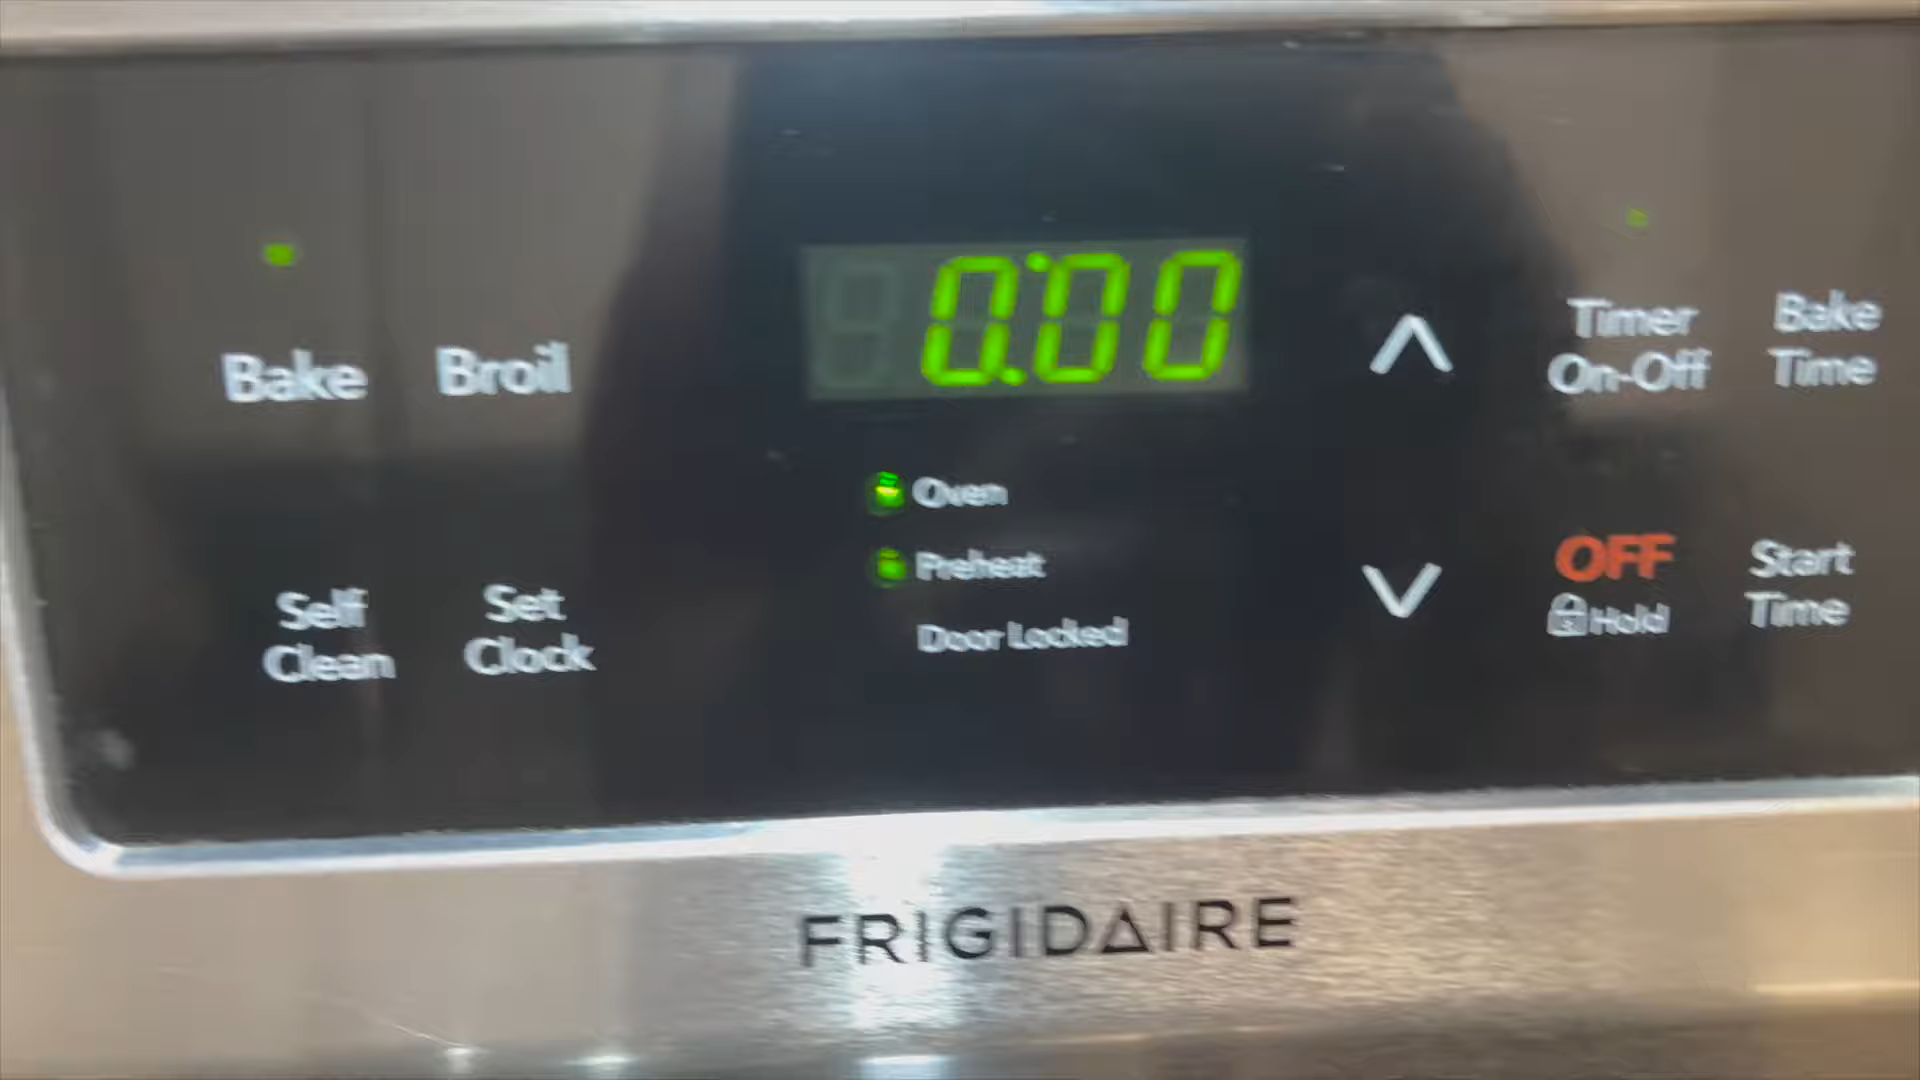 0:00
Bake
Broil
Timer
On-Off
Bake
Time
Oven
Preheat
Door Locked
Self
Clean
Set
Clock
OFF
Hold
Start
Time
FRIGIDAIRE